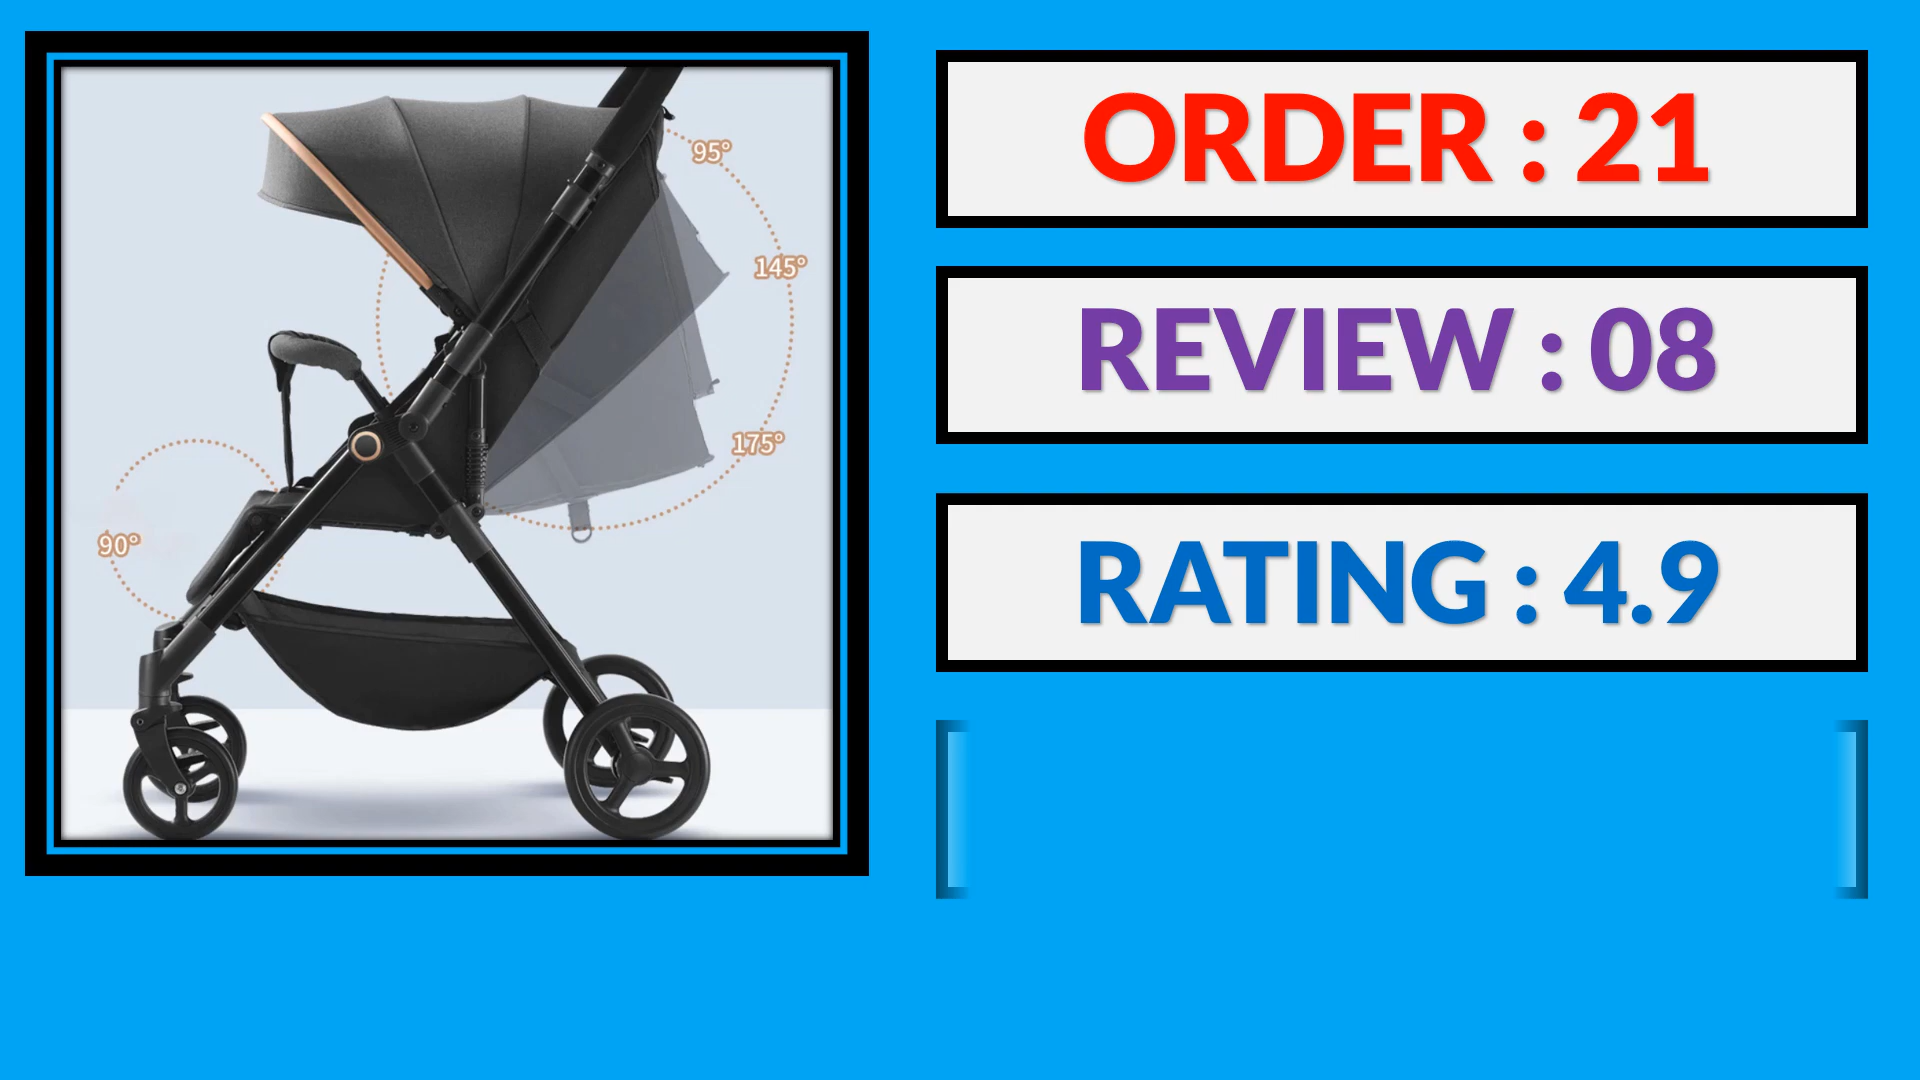 95°
145°
175°
90°
ORDER : 21
REVIEW : 08
RATING : 4.9